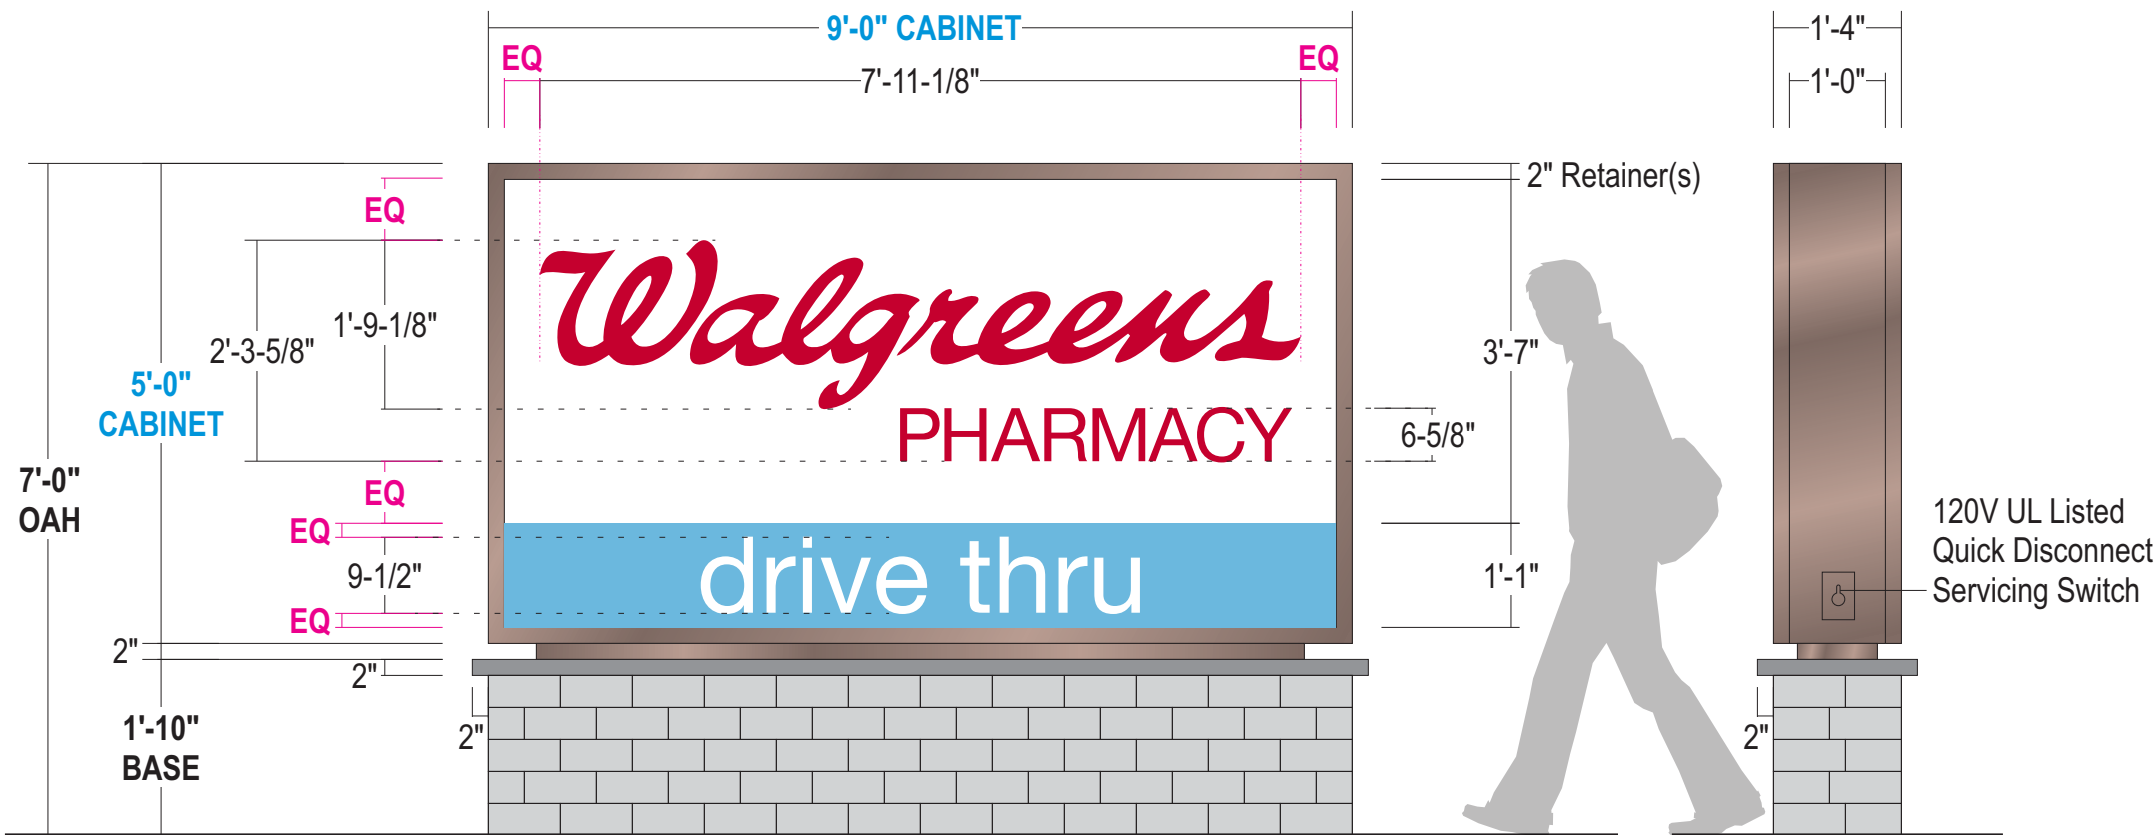 9'-0" CABINET
1'-4"
EQ
EQ
7'-11-1/8"
1'-0"
2" Retainer(s)
EQ
1'-9-1/8"
2'-3-5/8"
3'-7"
5'-0"
CABINET
Walgreens
PHARMACY
6-5/8"
7'-0"
OAH
EQ
EQ
120V UL Listed
Quick Disconnect
Servicing Switch
9-1/2"
drive thru
1'-1"
EQ
2"
2"
1'-10"
BASE
2"
2"